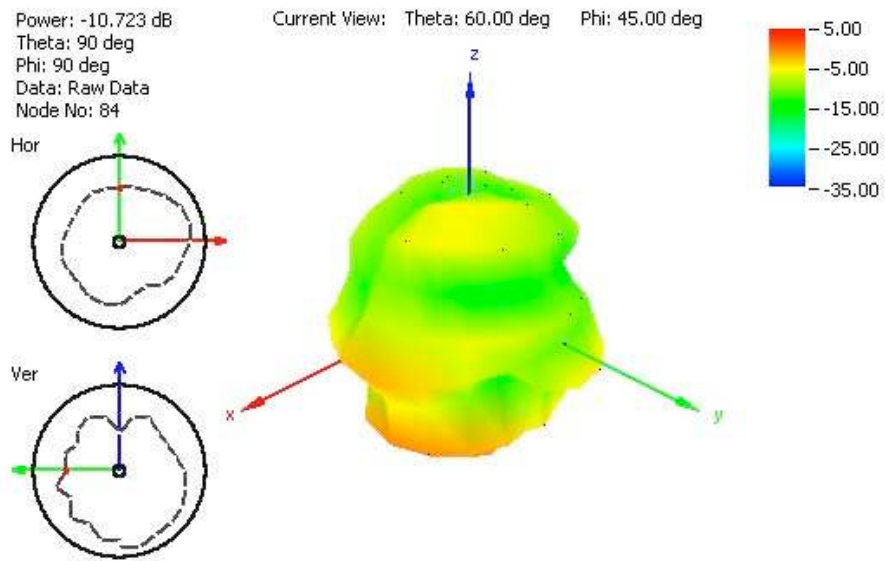 Power: -10.723 dB
Theta: 90 deg
Phi: 90 deg
Data: Raw Data
Node No: 84
Current View: Theta: 60.00 deg Phi: 45.00 deg
z
5.00
-5.00
-15.00
-25.00
-35.00
Hor
Ver
x
y